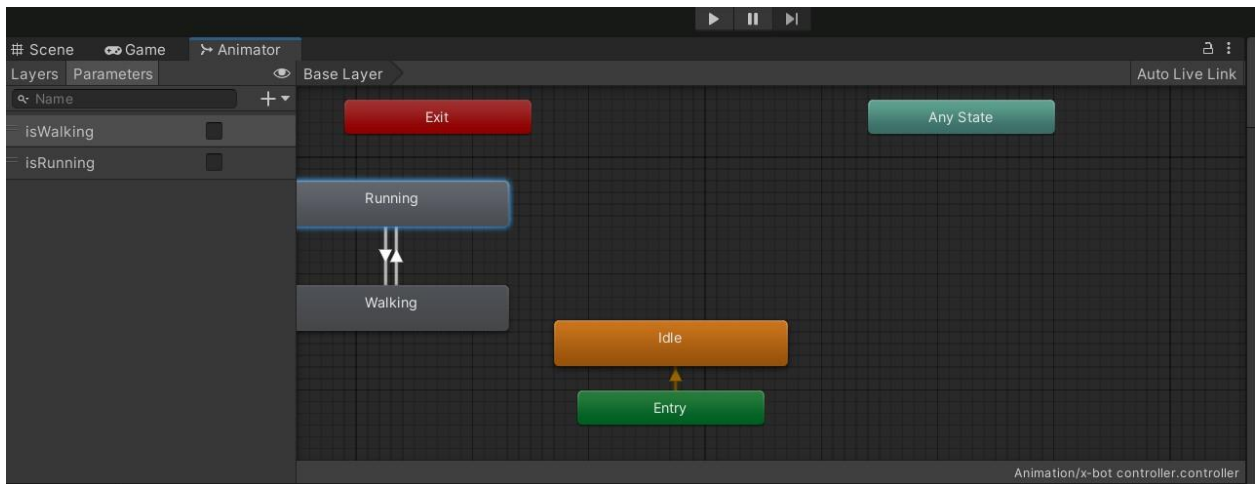 Scene Game Animator
Layers Parameters Base Layer Auto Live Link
Name
isWalking
isRunning
Exit
Any State
Running
Walking
Idle
Entry
Animation/x-bot controller.controller